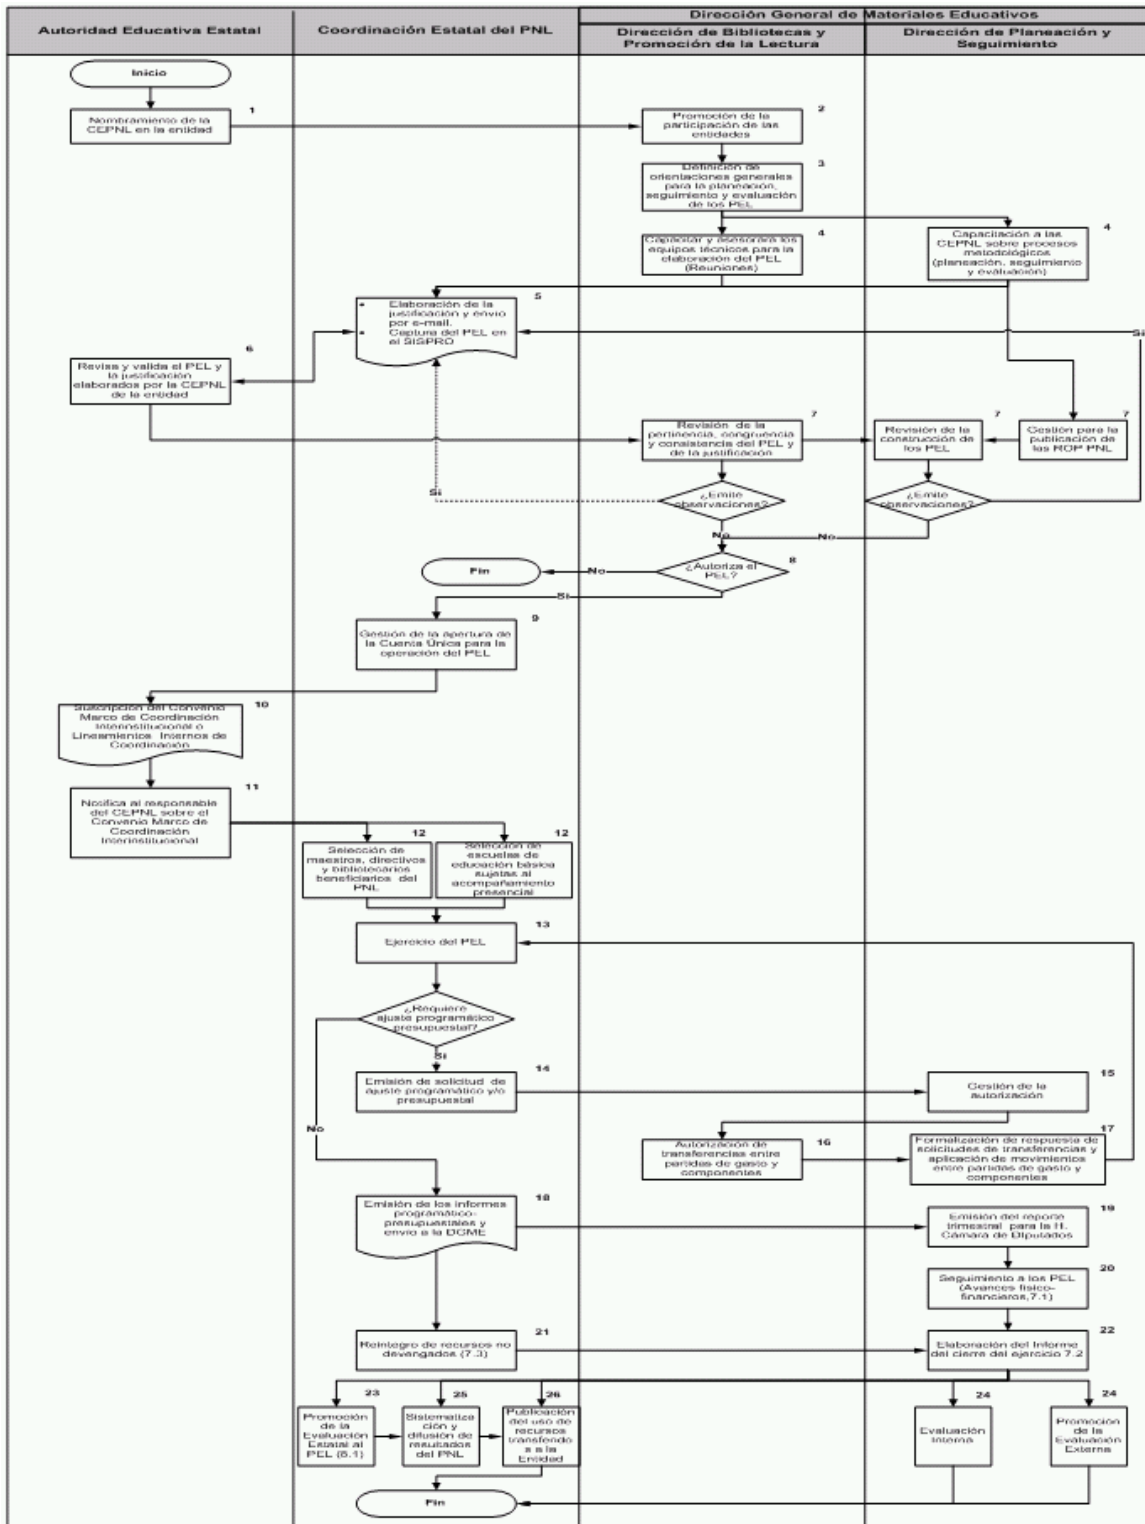 Dirección General de Materiales Educativos
Autoridad Educativa Estatal
Coordinación Estatal del PNL
Dirección de Bibliotecas y
Promoción de la Lectura
Dirección de Planeación y
Seguimiento
Inicio
1
Nombramiento de la
CEPNL en la entidad
2
Promoción de la
participación de las
entidades
3
Definición de
orientaciones generales
para la planeación,
seguimiento y evaluación
de los PEL
4
Capacitar y asesorara los
equipos técnicos para la
elaboración del PEL
(Reuniones)
4
Capacitación a las
CEPNL sobre procesos
metodológicos
(planeación, seguimiento
y evaluación)
5
Elaboración de la
justificación y envío
por e-mail.
Captura del PEL en
el SISPRO
Si
6
Revisa y valida el PEL y
la justificación
elaborados por la CEPNL
de la entidad
7
Revisión de la
pertinencia, congruencia
y consistencia del PEL y
de la justificación
7
Revisión de la
construcción de
los PEL
7
Gestión para la
publicación de
las ROP PNL
Si
¿Emite
observaciones?
¿Emite
observaciones?
No
No
8
¿Autoriza el
PEL?
No
Fin
Si
9
Gestión de la apertura de
la Cuenta Única para la
operación del PEL
10
Suscripción del Convenio
Marco de Coordinación
Interinstitucional o
Lineamientos Internos de
Coordinación
11
Notifica al responsable
del CEPNL sobre el
Convenio Marco de
Coordinación
Interinstitucional
12
Selección de
maestros, directivos
y bibliotecarios
beneficiarios del
PNL
12
Selección de
escuelas de
educación básica
sujetas al
acompañamiento
presencial
13
Ejercicio del PEL
¿Requiere
ajuste programático
presupuestal?
Si
No
14
Emisión de solicitud de
ajuste programático y/o
presupuestal
15
Gestión de la
autorización
16
Autorización de
transferencias entre
partidas de gasto y
componentes
17
Formalización de respuesta de
solicitudes de transferencias y
aplicación de movimientos
entre partidas de gasto y
componentes
18
Emisión de los informes
programático-
presupuestales y
envío a la DGME
19
Emisión del reporte
trimestral para la H.
Cámara de Diputados
20
Seguimiento a los PEL
(Avances físico-
financieros,7.1)
21
Reintegro de recursos no
devengados (7.3)
22
Elaboración del Informe
del cierre del ejercicio 7.2
23
Promoción
de la
Evaluación
Estatal al
PEL (8.1)
25
Sistematiza
ción y
difusión de
resultados
del PNL
26
Publicación
del uso de
recursos
transferido
s a la
Entidad
24
Evaluación
Interna
24
Promoción
de la
Evaluación
Externa
Fin